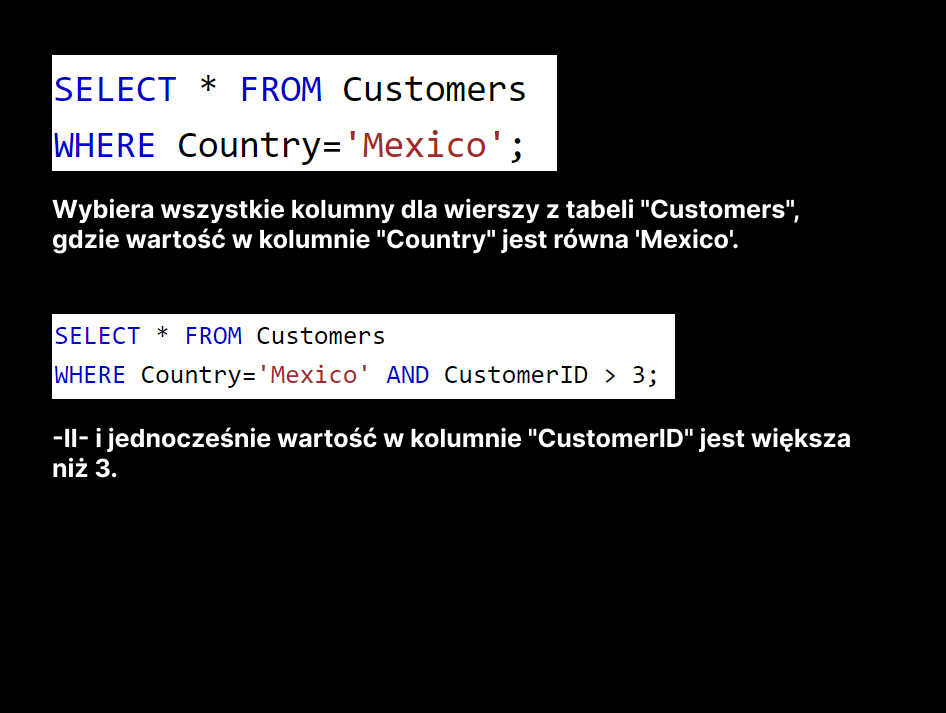 SELECT * FROM Customers
WHERE Country='Mexico';
Wybiera wszystkie kolumny dla wierszy z tabeli "Customers",
gdzie wartość w kolumnie "Country" jest równa 'Mexico'.
SELECT * FROM Customers
WHERE Country='Mexico' AND CustomerID > 3;
-II- i jednocześnie wartość w kolumnie "CustomerID" jest większa
niż 3.